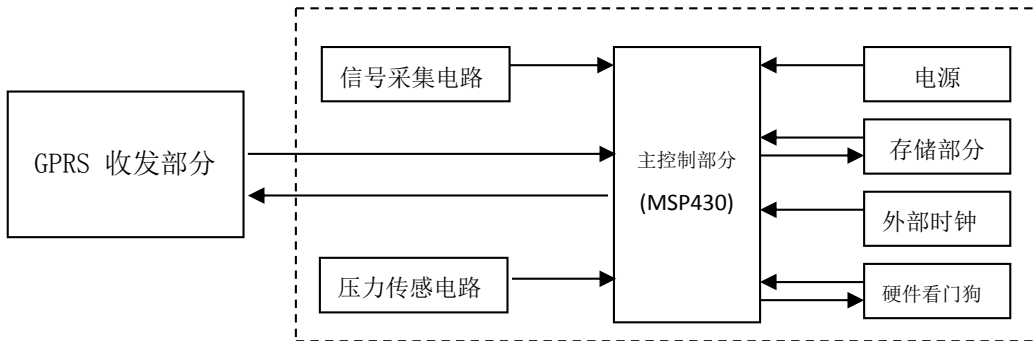 信号采集电路
电源
GPRS 收发部分
主控制部分
(MSP430)
存储部分
外部时钟
压力传感电路
硬件看门狗